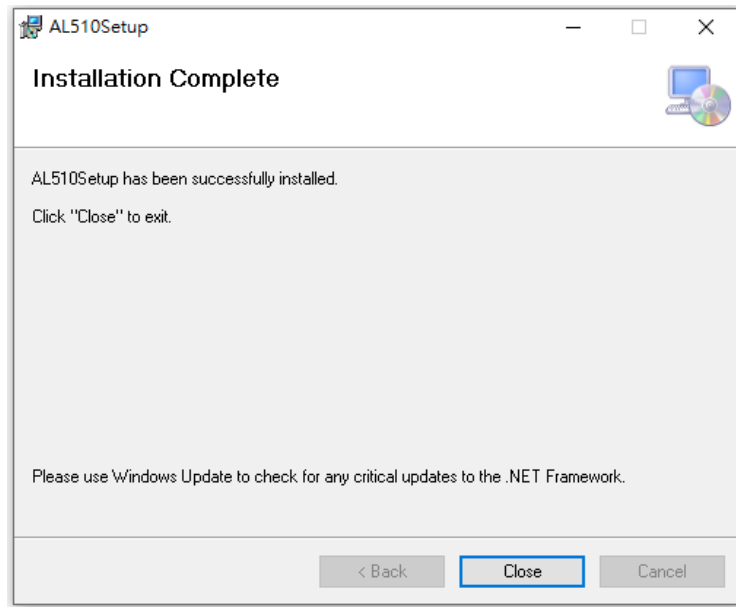 AL510Setup
Installation Complete
AL510Setup has been successfully installed.
Click "Close" to exit.
Please use Windows Update to check for any critical updates to the .NET Framework.
< Back
Close
Cancel